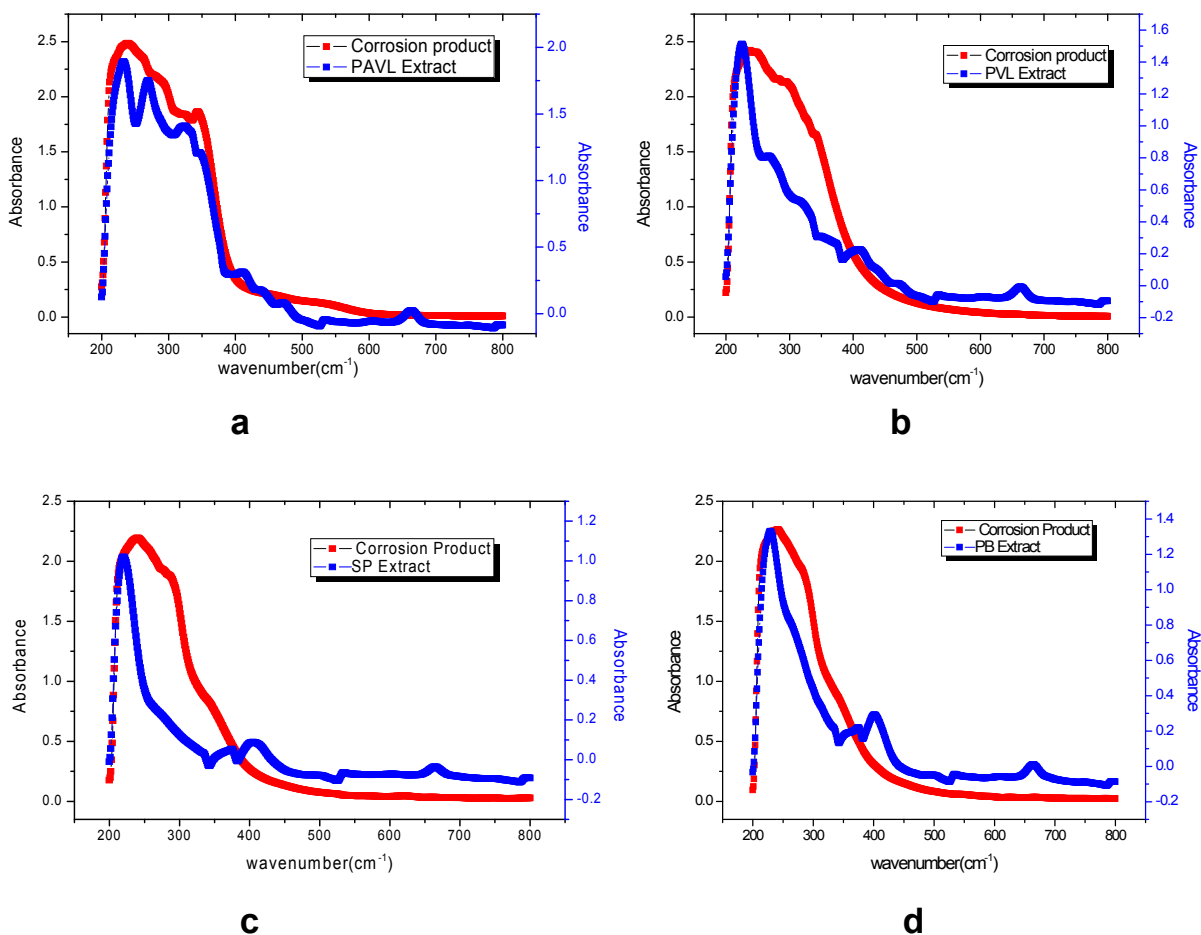 Corrosion product
PAVL Extract
Absorbance
Absorbance
2.5
2.0
1.5
1.0
0.5
0.0
2.0
1.5
1.0
0.5
0.0
200 300 400 500 600 700 800
wavenumber(cm-1)
a
Corrosion product
PVL Extract
Absorbance
Absorbance
2.5
2.0
1.5
1.0
0.5
0.0
1.6
1.4
1.2
1.0
0.8
0.6
0.4
0.2
0.0
-0.2
200 300 400 500 600 700 800
wavenumber(cm-1)
b
Corrosion Product
SP Extract
Absorbance
Absorbance
2.5
2.0
1.5
1.0
0.5
0.0
1.2
1.0
0.8
0.6
0.4
0.2
0.0
-0.2
200 300 400 500 600 700 800
wavenumber(cm-1)
c
Corrosion Product
PB Extract
Absorbance
Absorbance
2.5
2.0
1.5
1.0
0.5
0.0
1.4
1.2
1.0
0.8
0.6
0.4
0.2
0.0
-0.2
200 300 400 500 600 700 800
wavenumber(cm-1)
d